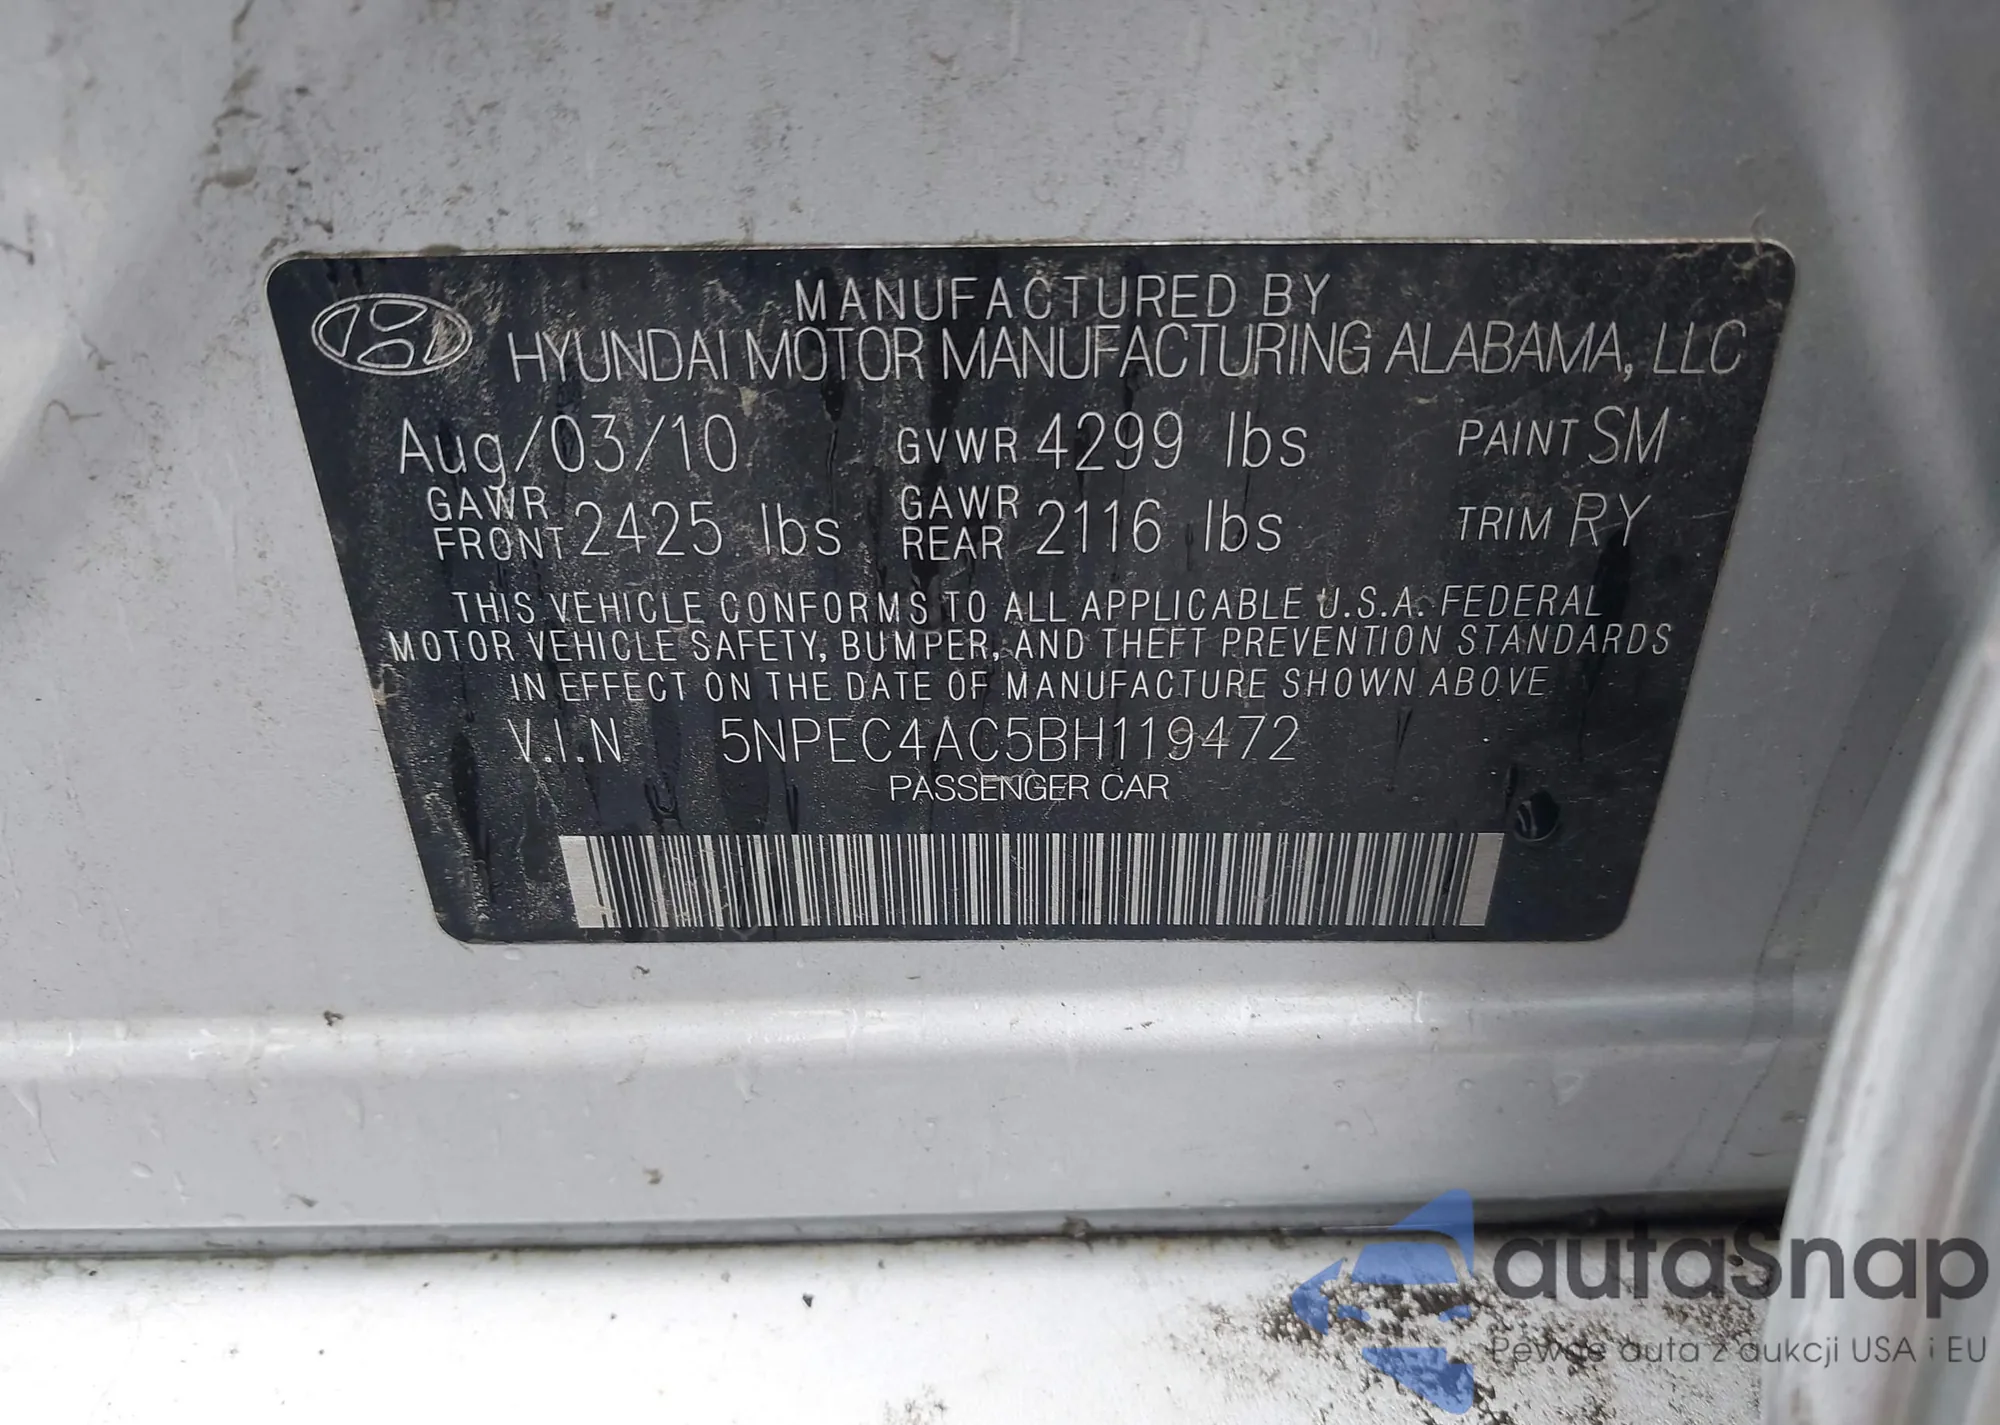 MANUFACTURED BY
HYUNDAI MOTOR MANUFACTURING ALABAMA, LLC
Aug/03/10 GVWR 4299 lbs PAINT SM
GAWR FRONT 2425 lbs GAWR REAR 2116 lbs TRIM RY
THIS VEHICLE CONFORMS TO ALL APPLICABLE U.S.A. FEDERAL
MOTOR VEHICLE SAFETY, BUMPER, AND THEFT PREVENTION STANDARDS
IN EFFECT ON THE DATE OF MANUFACTURE SHOWN ABOVE
V.I.N 5NPEC4AC5BH119472
PASSENGER CAR
autasnap
Pewne auta z aukcji USA i EU